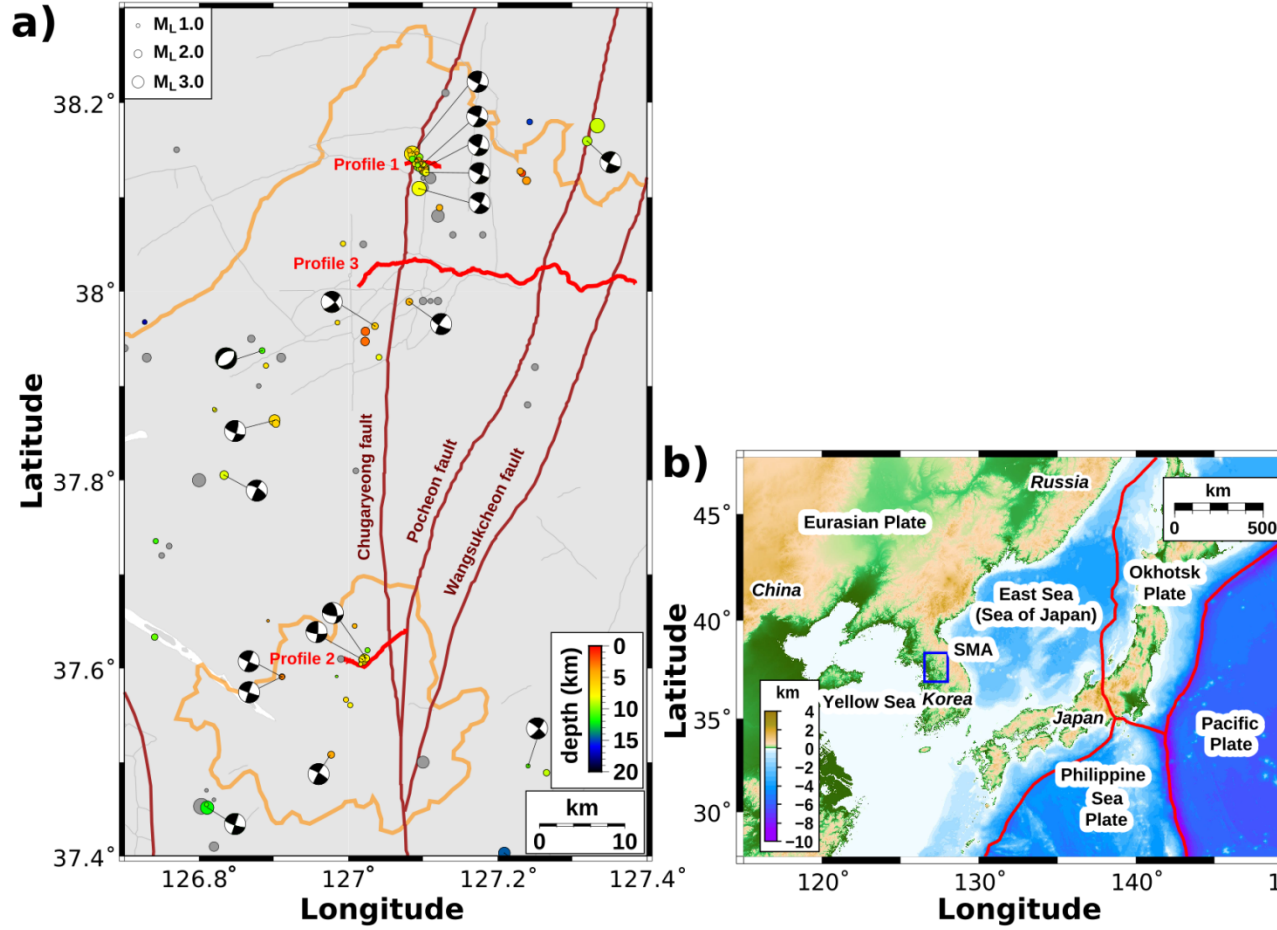 a)
M_L 1.0
M_L 2.0
M_L 3.0
38.2°
38°
37.8°
37.6°
37.4°
Latitude
Profile 1
Profile 3
Profile 2
Chugaryeong fault
Pocheon fault
Wangsukcheon fault
depth (km)
0
5
10
15
20
km
0 10
126.8° 127° 127.2° 127.4°
Longitude
b)
km
0 500
Russia
Eurasian Plate
China
Okhotsk
Plate
East Sea
(Sea of Japan)
SMA
Yellow Sea
Korea
Japan
Pacific
Plate
Philippine
Sea
Plate
km
4
2
0
−2
−4
−6
−8
−10
45°
40°
35°
30°
Latitude
120° 130° 140°
Longitude